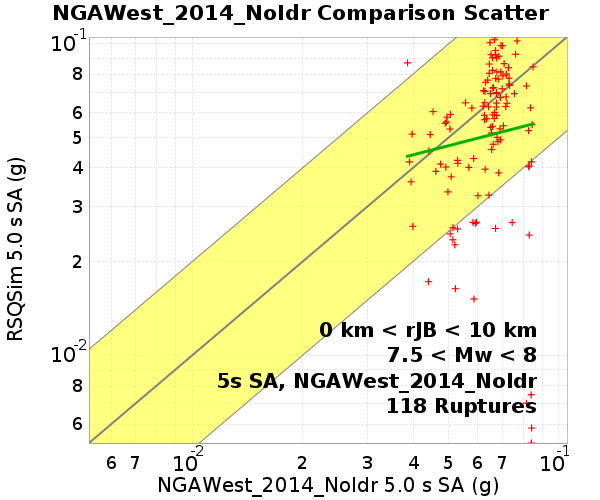 NGAWest_2014_NoIdr Comparison Scatter
10-1
8
6
5
4
3
2
10-2
8
6
RSQSim 5.0 s SA (g)
0 km < rJB < 10 km
7.5 < Mw < 8
5s SA, NGAWest_2014_NoIdr
118 Ruptures
6 7 10-2 2 3 4 5 6 7 10-1
NGAWest_2014_NoIdr 5.0 s SA (g)